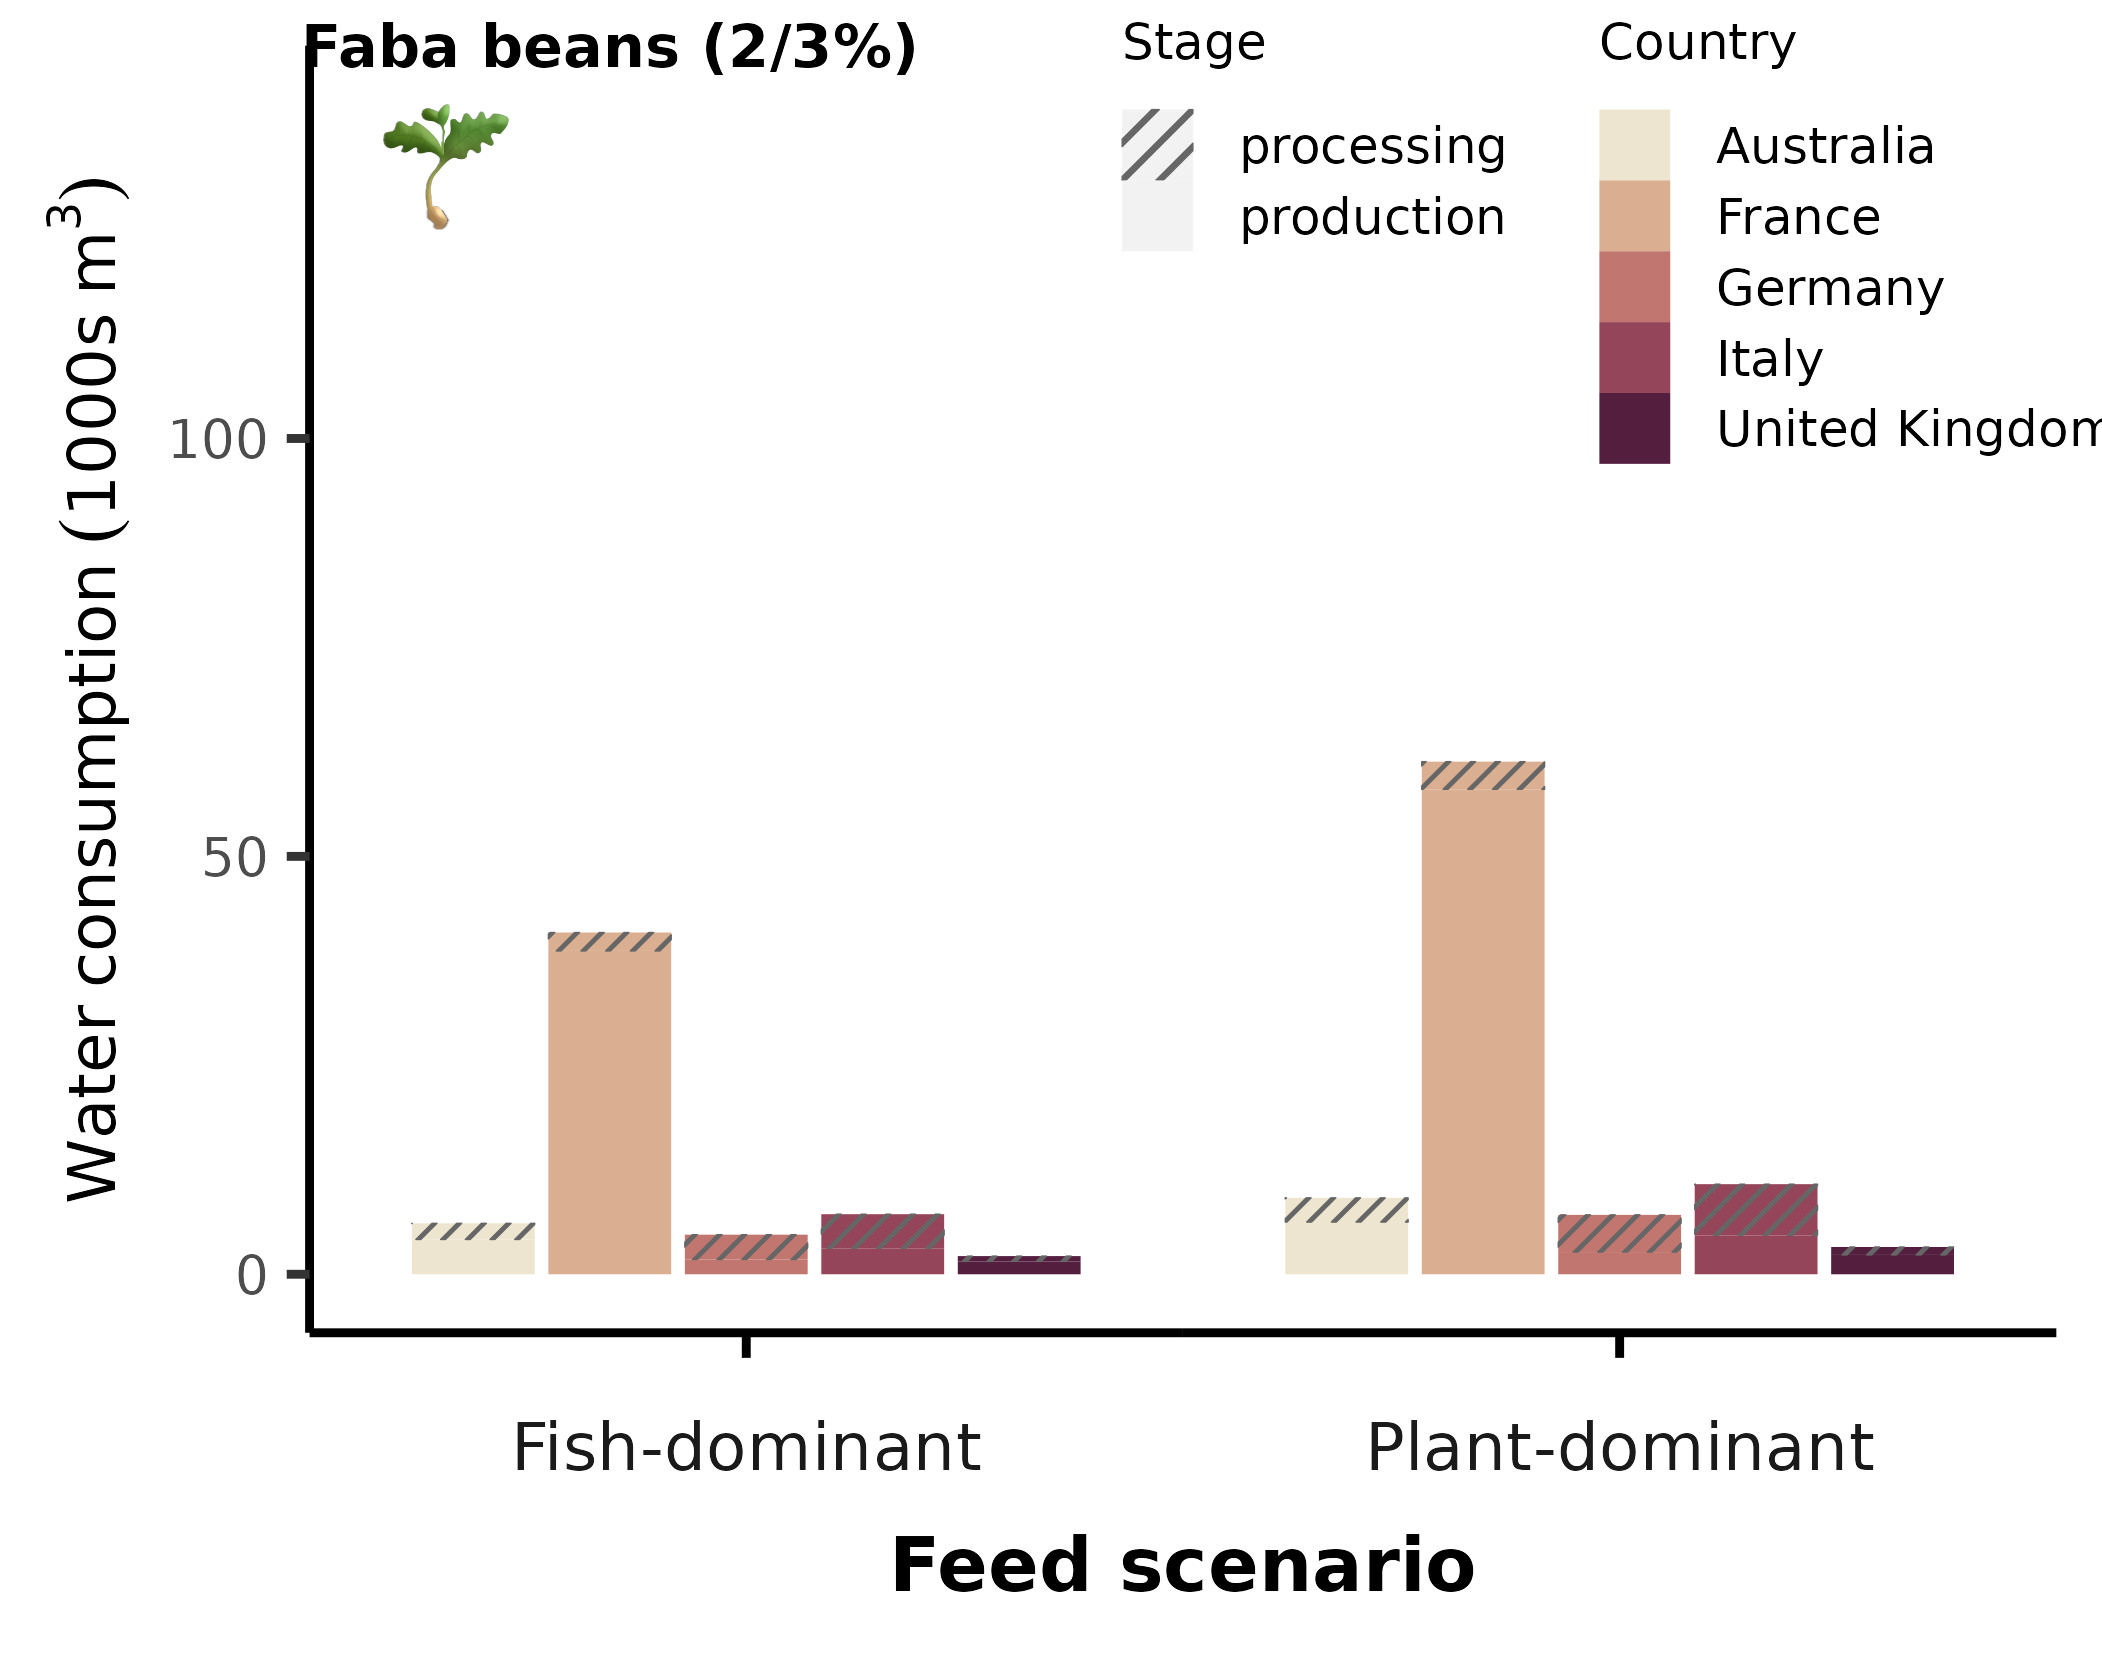 Faba beans (2/3%)
Stage
processing
production
Country
Australia
France
Germany
Italy
United Kingdom
Water consumption (1000s m³)
100
50
0
Fish-dominant
Plant-dominant
Feed scenario